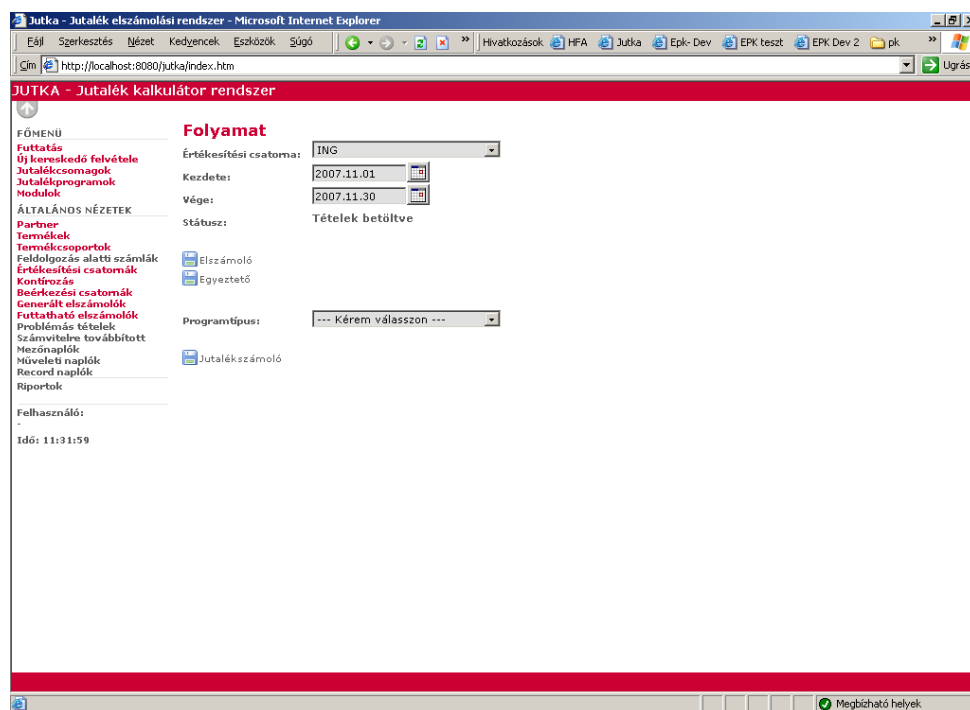 Jutka - Jutalék elszámolási rendszer - Microsoft Internet Explorer
Fájl Szerkesztés Nézet Kedvencek Eszközök Súgó » Hivatkozások HFA Jutka Epk- Dev EPK teszt EPK Dev 2 pk »
Cím http://localhost:8080/jutka/index.htm Ugrás
JUTKA - Jutalék kalkulátor rendszer
FŐMENÜ
Futtatás
Új kereskedő felvétele
Jutalékcsomagok
Jutalékprogramok
Modulok
ÁLTALÁNOS NÉZETEK
Partner
Termékek
Termékcsoportok
Feldolgozás alatti számlák
Értékesítési csatornák
Kontírozás
Beérkezési csatornák
Generált elszámolók
Futtatható elszámolók
Problémás tételek
Számvitelre továbbított
Mezőnaplók
Műveleti naplók
Record naplók
Riportok
Felhasználó:
-
Idő: 11:31:59
Folyamat
Értékesítési csatorna: ING
Kezdete: 2007.11.01
Vége: 2007.11.30
Státusz: Tételek betöltve
Elszámoló
Egyeztető
Programtípus: --- Kérem válasszon ---
Jutalékszámoló
Megbízható helyek